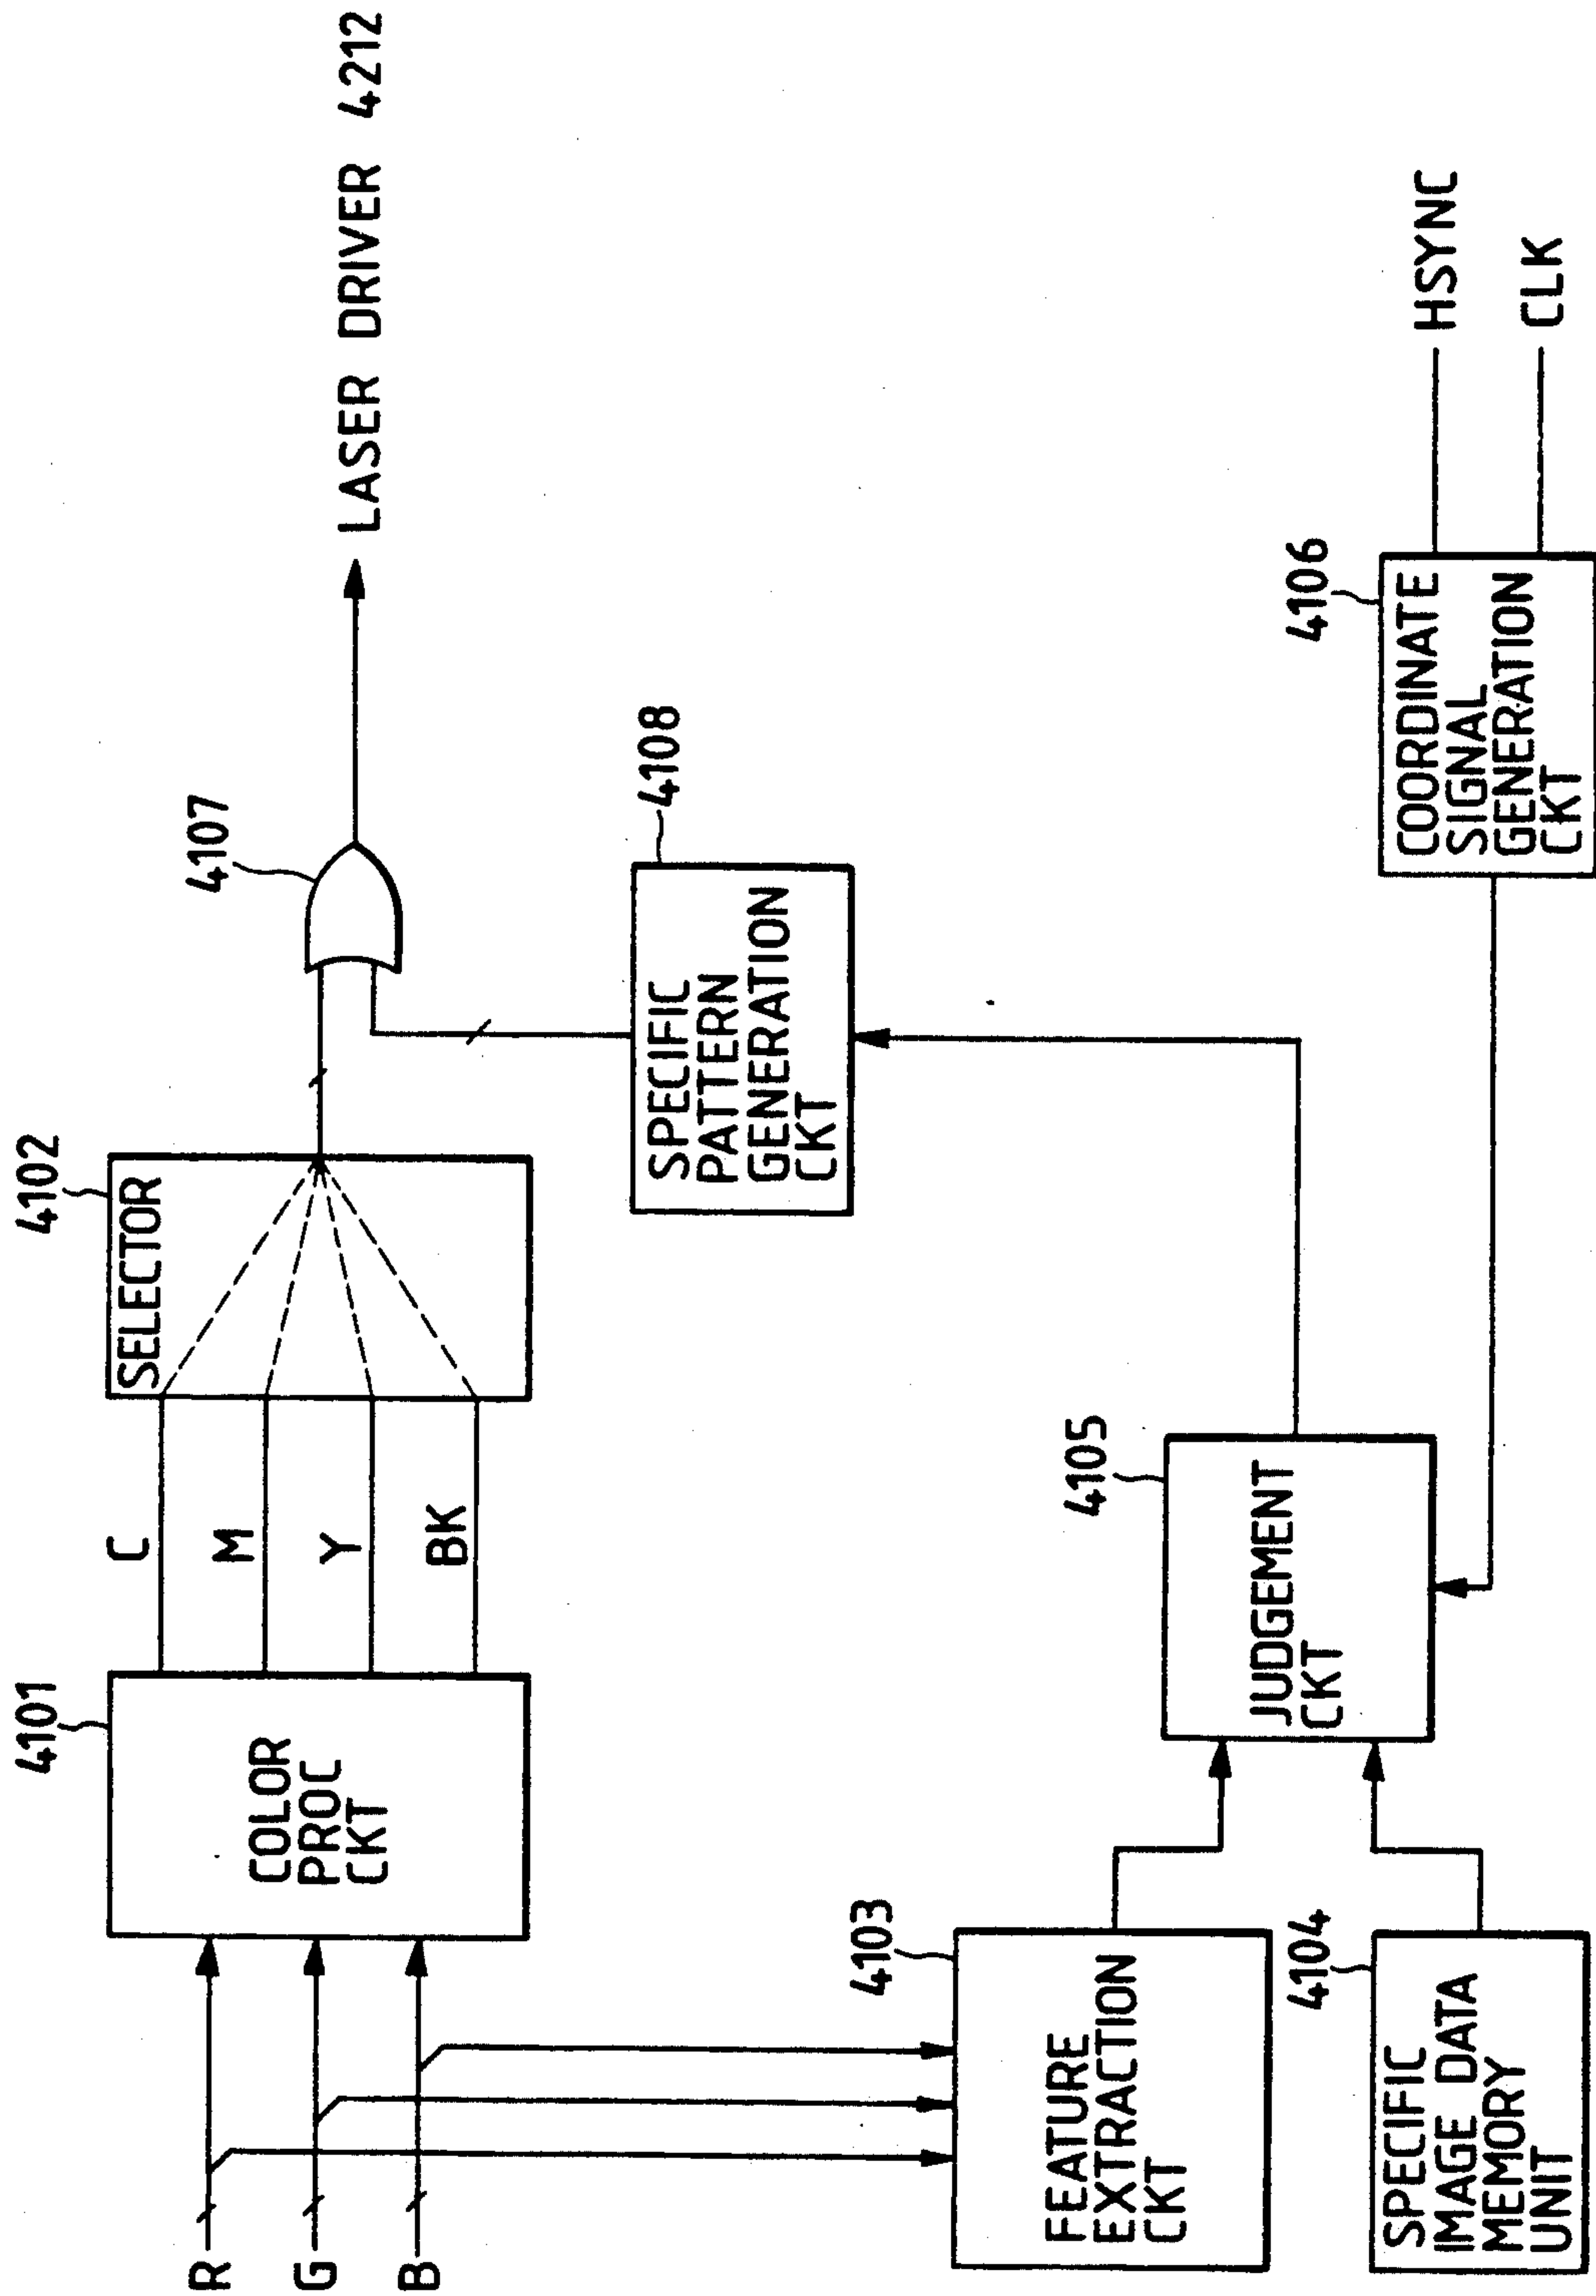 4101
4102
4107
R
G
B
COLOR
PROC
CKT
C
M
Y
BK
SELECTOR
LASER DRIVER 4212
4108
SPECIFIC
PATTERN
GENERATION
CKT
4103
FEATURE
EXTRACTION
CKT
4105
JUDGEMENT
CKT
4104
SPECIFIC
IMAGE DATA
MEMORY
UNIT
4106
COORDINATE
SIGNAL
GENERATION
CKT
HSYNC
CLK